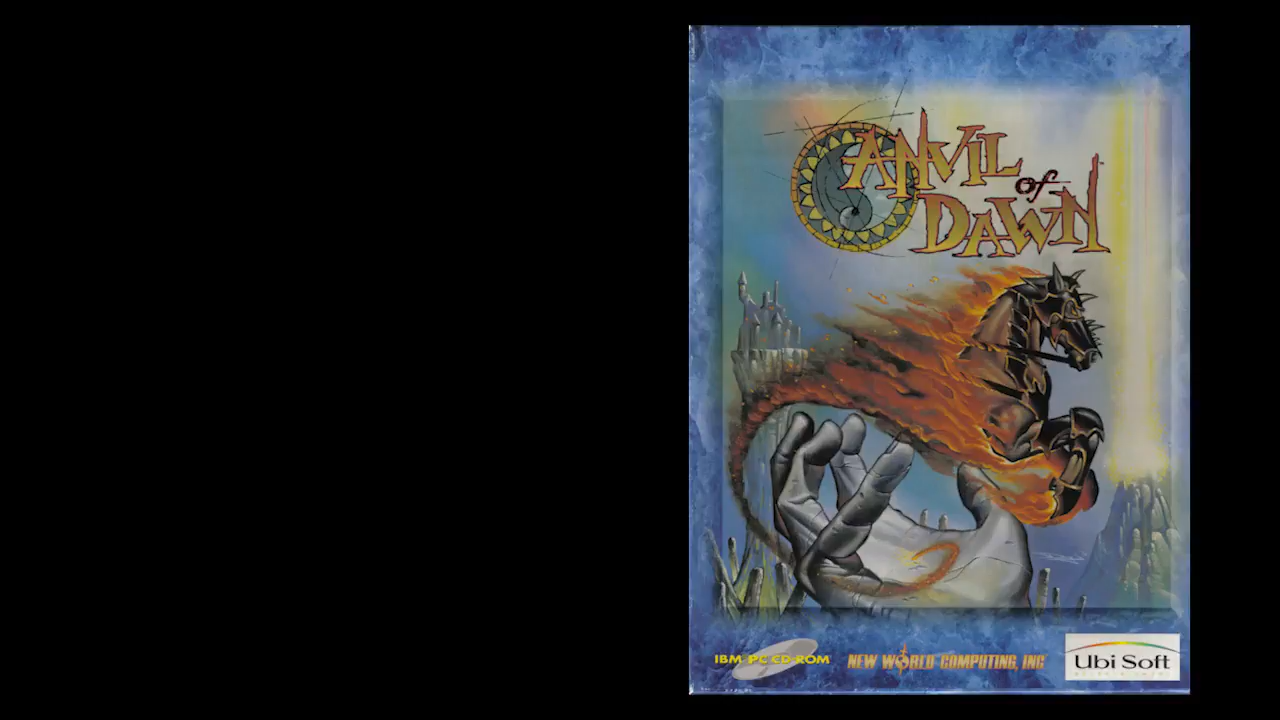 ANVIL
of
DAWN
IBM PC CD-ROM
NEW WORLD COMPUTING, INC
Ubi Soft